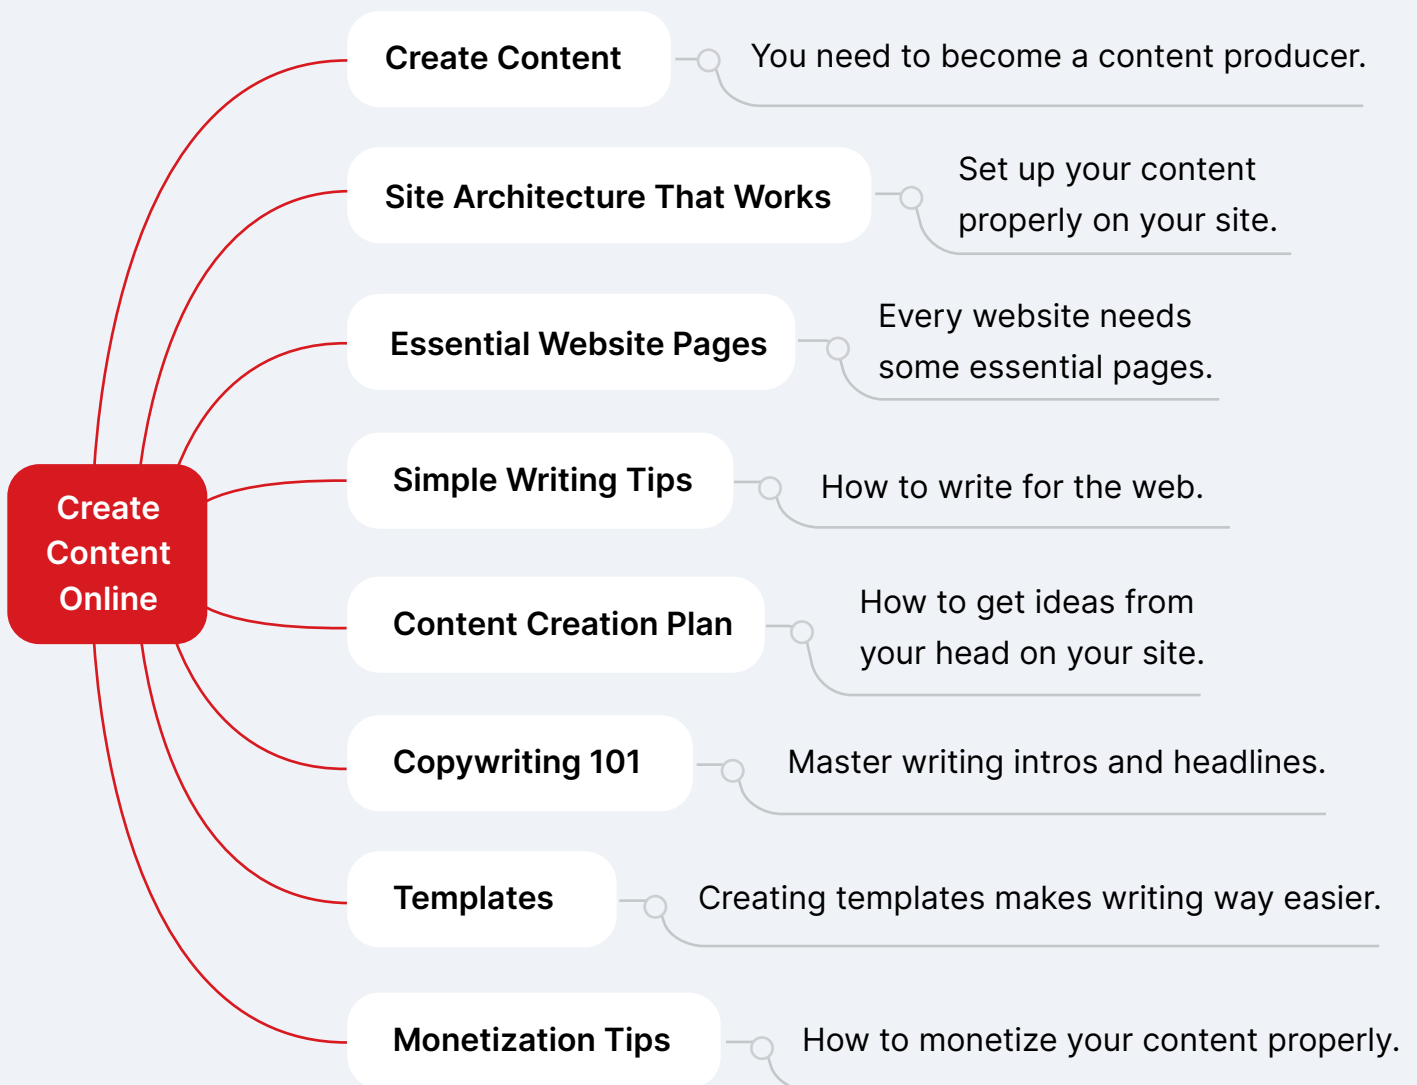 Create Content
You need to become a content producer.
Site Architecture That Works
Set up your content
properly on your site.
Essential Website Pages
Every website needs
some essential pages.
Simple Writing Tips
How to write for the web.
Create
Content
Online
Content Creation Plan
How to get ideas from
your head on your site.
Copywriting 101
Master writing intros and headlines.
Templates
Creating templates makes writing way easier.
Monetization Tips
How to monetize your content properly.